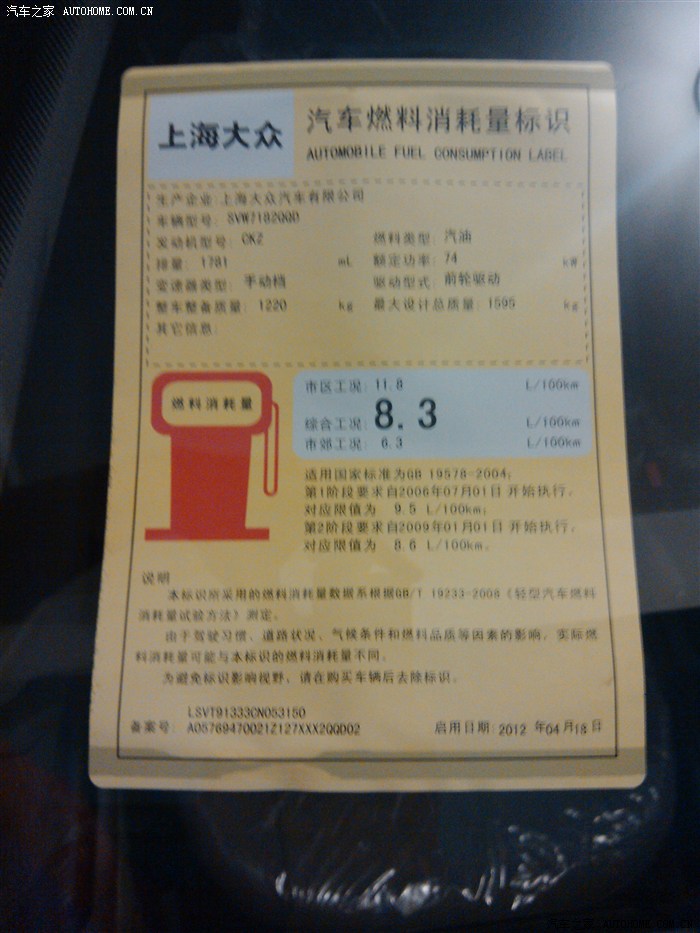 汽车之家 AUTOHOME.COM.CN
上海大众
汽车燃料消耗量标识
AUTOMOBILE FUEL CONSUMPTION LABEL
生产企业:上海大众汽车有限公司
车辆型号: SVW7182QQD
发动机型号: CKZ 燃料类型: 汽油
排量: 1781 mL 额定功率: 74 kW
变速器类型: 手动档 驱动型式: 前轮驱动
整车整备质量: 1220 kg 最大设计总质量: 1595 kg
其它信息:
燃料消耗量
市区工况: 11.8 L/100km
综合工况: 8.3 L/100km
市郊工况: 6.3 L/100km
适用国家标准为GB 19578-2004;
第1阶段要求自2006年07月01日 开始执行,
对应限值为 9.5 L/100km;
第2阶段要求自2009年01月01日 开始执行,
对应限值为 8.6 L/100km。
说明
本标识所采用的燃料消耗量数据系根据GB/T 19233-2008《轻型汽车燃料
消耗量试验方法》测定。
由于驾驶习惯、道路状况、气候条件和燃料品质等因素的影响,实际燃
料消耗量可能与本标识的燃料消耗量不同。
为避免标识影响视野,请在购买车辆后去除标识。
LSVT91333CN053150
备案号: A05769470021Z127XXX2QQD02 启用日期: 2012 年04月18日
汽车之家 AUTOHOME.COM.CN